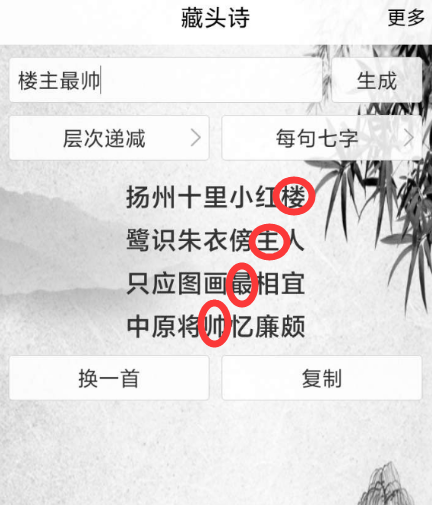 藏头诗
更多
楼主最帅
生成
层次递减
每句七字
扬州十里小红楼
鹭识朱衣傍主人
只应图画最相宜
中原将帅忆廉颇
换一首
复制